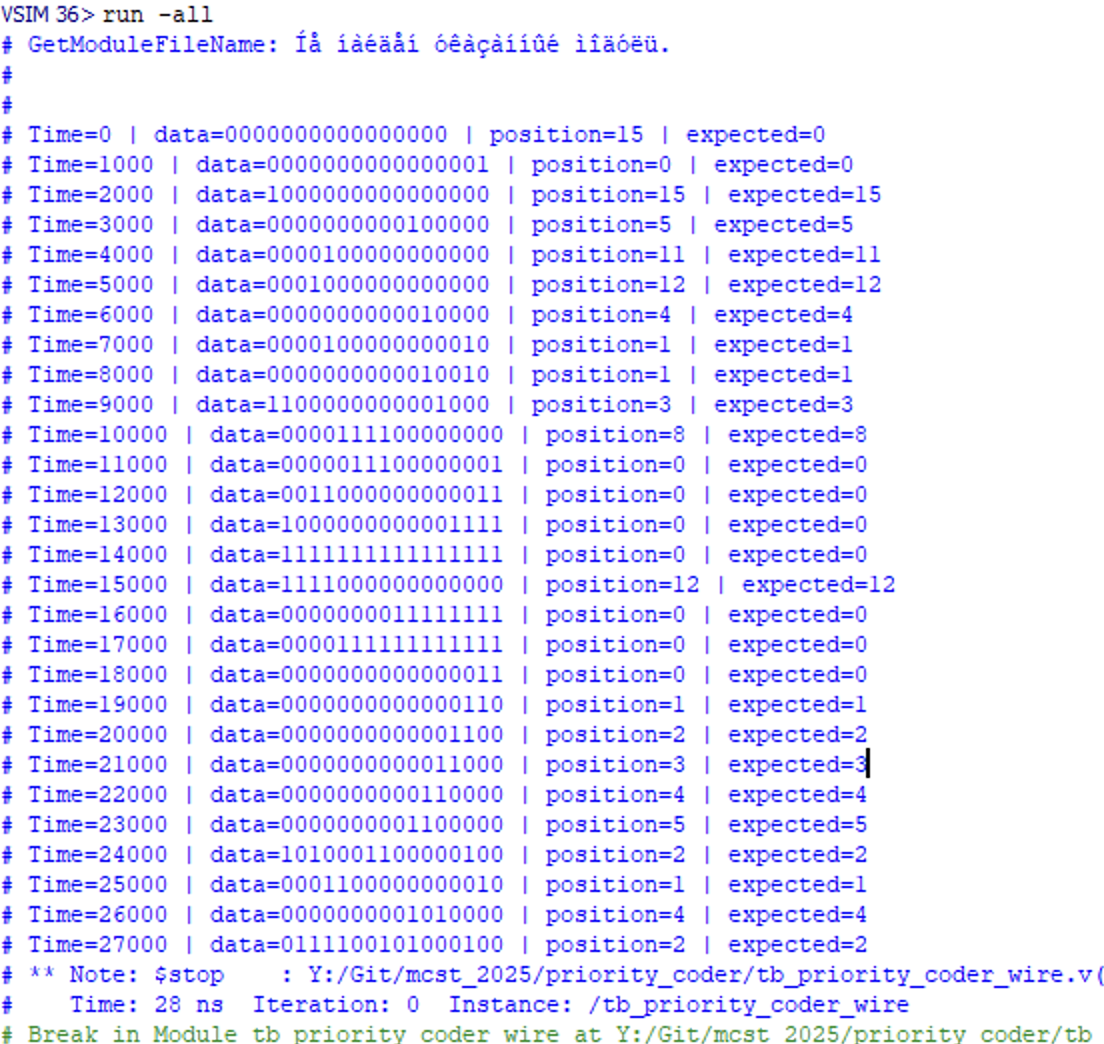 VSIM 36> run -all
# GetModuleFileName: Íå íàéäåí óêàçàííûé ìîäóëü.
#
#
# Time=0 | data=0000000000000000 | position=15 | expected=0
# Time=1000 | data=0000000000000001 | position=0 | expected=0
# Time=2000 | data=1000000000000000 | position=15 | expected=15
# Time=3000 | data=0000000000100000 | position=5 | expected=5
# Time=4000 | data=0000100000000000 | position=11 | expected=11
# Time=5000 | data=0001000000000000 | position=12 | expected=12
# Time=6000 | data=0000000000010000 | position=4 | expected=4
# Time=7000 | data=0000100000000010 | position=1 | expected=1
# Time=8000 | data=0000000000010010 | position=1 | expected=1
# Time=9000 | data=1100000000001000 | position=3 | expected=3
# Time=10000 | data=0000111100000000 | position=8 | expected=8
# Time=11000 | data=0000011100000001 | position=0 | expected=0
# Time=12000 | data=0011000000000011 | position=0 | expected=0
# Time=13000 | data=1000000000001111 | position=0 | expected=0
# Time=14000 | data=1111111111111111 | position=0 | expected=0
# Time=15000 | data=1111000000000000 | position=12 | expected=12
# Time=16000 | data=0000000011111111 | position=0 | expected=0
# Time=17000 | data=0000111111111111 | position=0 | expected=0
# Time=18000 | data=0000000000000011 | position=0 | expected=0
# Time=19000 | data=0000000000000110 | position=1 | expected=1
# Time=20000 | data=0000000000001100 | position=2 | expected=2
# Time=21000 | data=0000000000011000 | position=3 | expected=3
# Time=22000 | data=0000000000110000 | position=4 | expected=4
# Time=23000 | data=0000000001100000 | position=5 | expected=5
# Time=24000 | data=1010001100000100 | position=2 | expected=2
# Time=25000 | data=0001100000000010 | position=1 | expected=1
# Time=26000 | data=0000000001010000 | position=4 | expected=4
# Time=27000 | data=0111100101000100 | position=2 | expected=2
# ** Note: $stop    : Y:/Git/mcst_2025/priority_coder/tb_priority_coder_wire.v(
#    Time: 28 ns  Iteration: 0  Instance: /tb_priority_coder_wire
# Break in Module tb_priority_coder_wire at Y:/Git/mcst_2025/priority_coder/tb